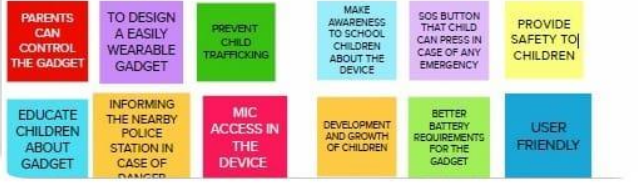 PARENTS
CAN
CONTROL
THE GADGET
TO DESIGN
A EASILY
WEARABLE
GADGET
PREVENT
CHILD
TRAFFICKING
MAKE
AWARENESS
TO SCHOOL
CHILDREN
ABOUT THE
DEVICE
SOS BUTTON
THAT CHILD
CAN PRESS IN
CASE OF ANY
EMERGENCY
PROVIDE
SAFETY TO
CHILDREN
EDUCATE
CHILDREN
ABOUT
GADGET
INFORMING
THE NEARBY
POLICE
STATION IN
CASE OF
DANGER
MIC
ACCESS IN
THE
DEVICE
DEVELOPMENT
AND GROWTH
OF CHILDREN
BETTER
BATTERY
REQUIREMENTS
FOR THE
GADGET
USER
FRIENDLY